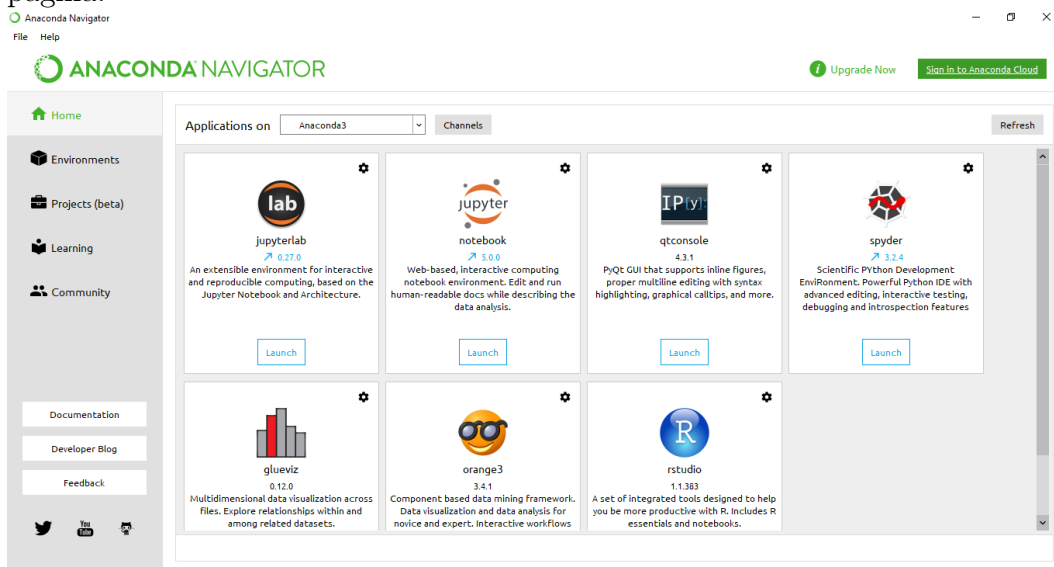 página.
Anaconda Navigator
File Help
ANACONDA NAVIGATOR
i Upgrade Now Sign in to Anaconda Cloud
Home
Environments
Projects (beta)
Learning
Community
Documentation
Developer Blog
Feedback
You
Tube
Applications on Anaconda3 Channels Refresh
lab
jupyterlab
0.27.0
An extensible environment for interactive
and reproducible computing, based on the
Jupyter Notebook and Architecture.
Launch
jupyter
notebook
5.0.0
Web-based, interactive computing
notebook environment. Edit and run
human-readable docs while describing the
data analysis.
Launch
IP[y]:
qtconsole
4.3.1
PyQt GUI that supports inline figures,
proper multiline editing with syntax
highlighting, graphical calltips, and more.
Launch
spyder
3.2.4
Scientific PYthon Development
EnviRonment. Powerful Python IDE with
advanced editing, interactive testing,
debugging and introspection features
Launch
glueviz
0.12.0
Multidimensional data visualization across
files. Explore relationships within and
among related datasets.
orange3
3.4.1
Component based data mining framework.
Data visualization and data analysis for
novice and expert. Interactive workflows
R
rstudio
1.1.383
A set of integrated tools designed to help
you be more productive with R. Includes R
essentials and notebooks.